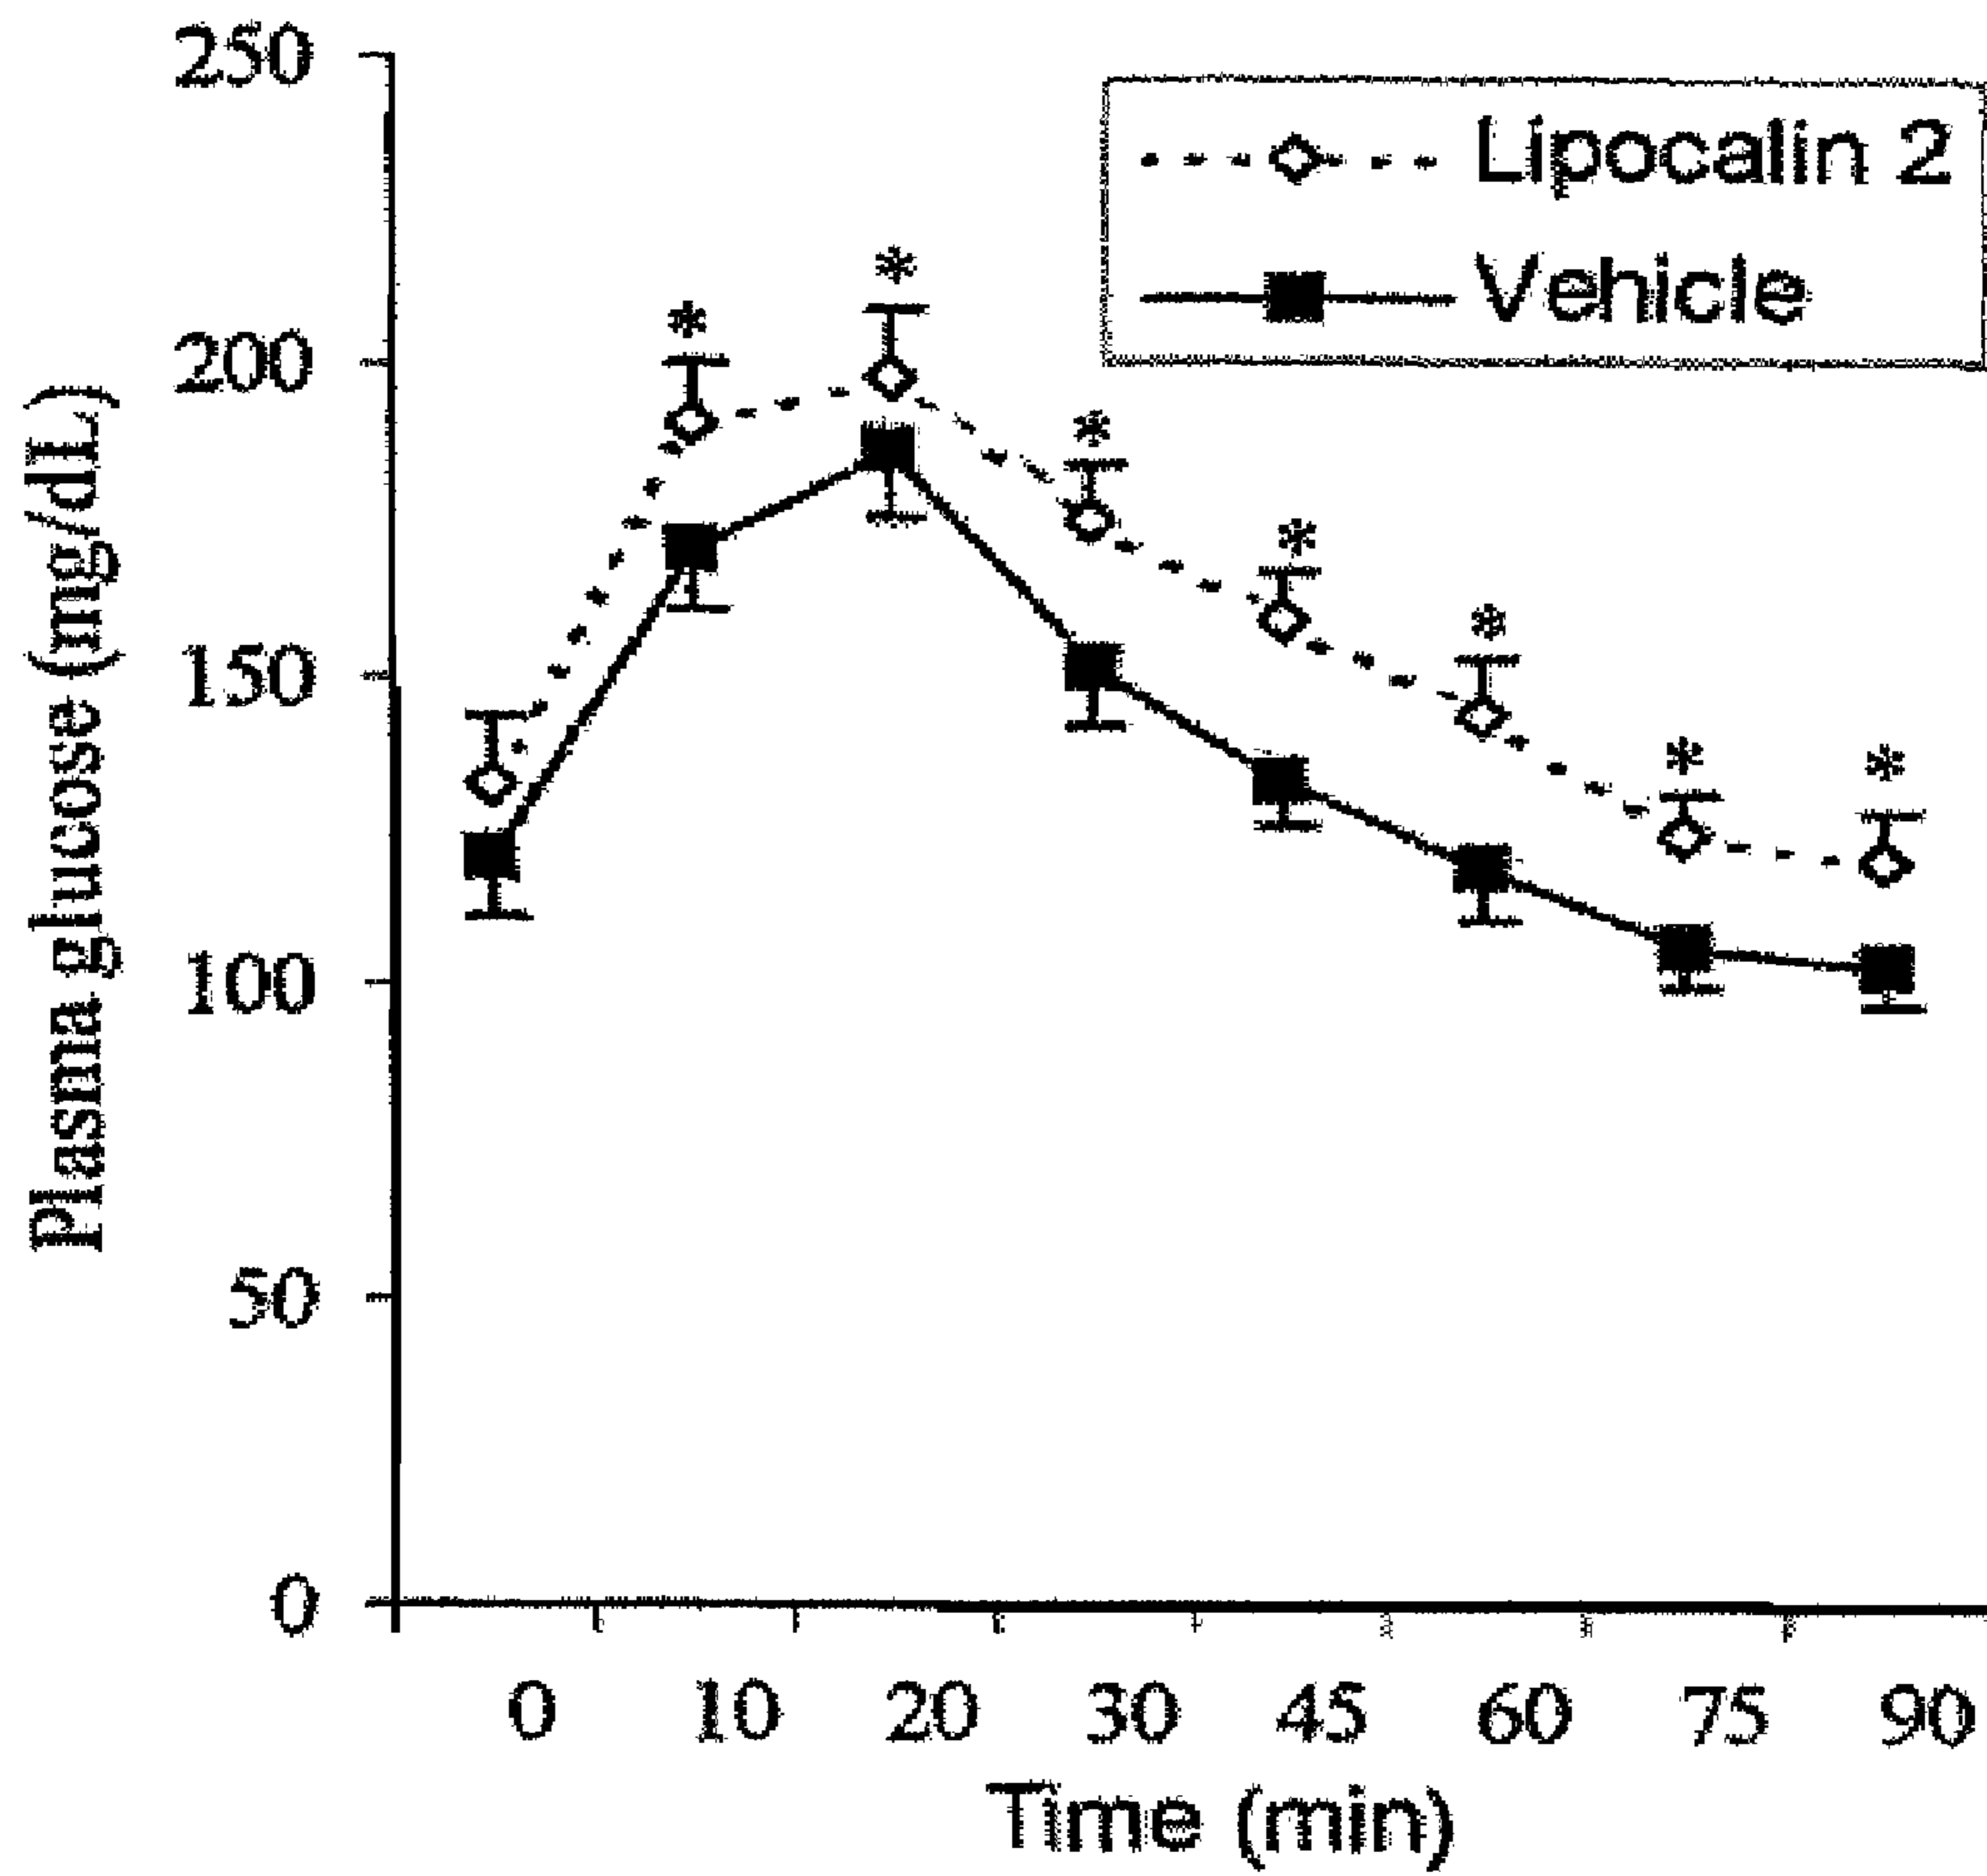 250
Lipocalin 2
*
*
Vehicle
200
*
*
*
150
*
*
100
50
0
Plasma glucose (mg/dL)
0 10 20 30 45 60 75 90
Time (min)